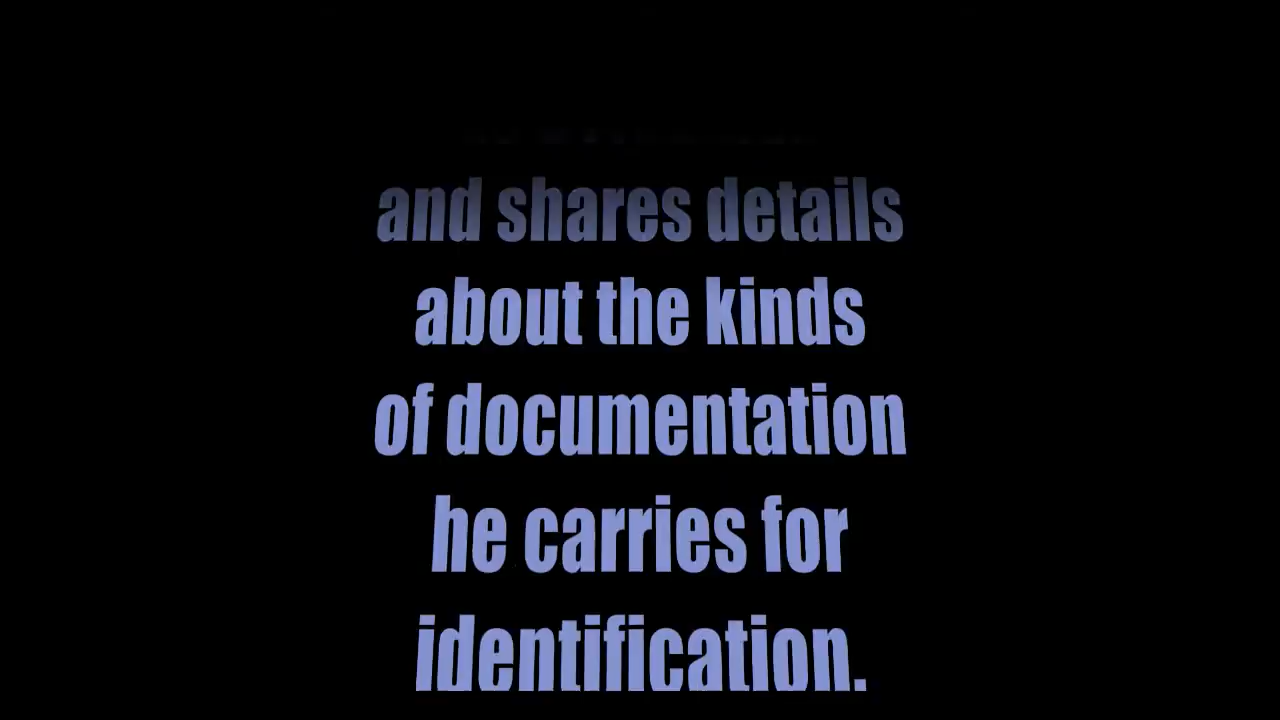 and shares details
about the kinds
of documentation
he carries for
identification.